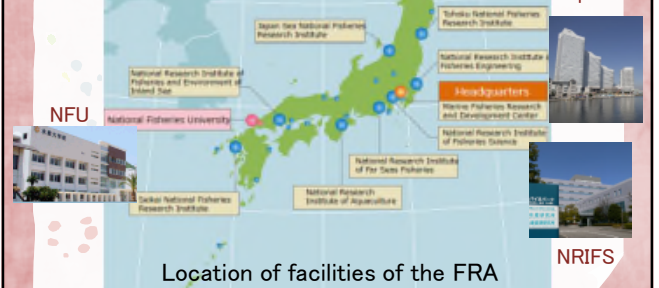 Tohoku National Fisheries
Research Institute
Japan Sea National Fisheries
Research Institute
National Research Institute of
Fisheries Engineering
National Research Institute of
Fisheries and Environment of
Inland Sea
Headquarters
Marine Fisheries Research
and Development Center
NFU
National Fisheries University
National Research Institute
of Fisheries Science
National Research Institute
of Far Seas Fisheries
Seikai National Fisheries
Research Institute
National Research
Institute of Aquaculture
NRIFS
Location of facilities of the FRA